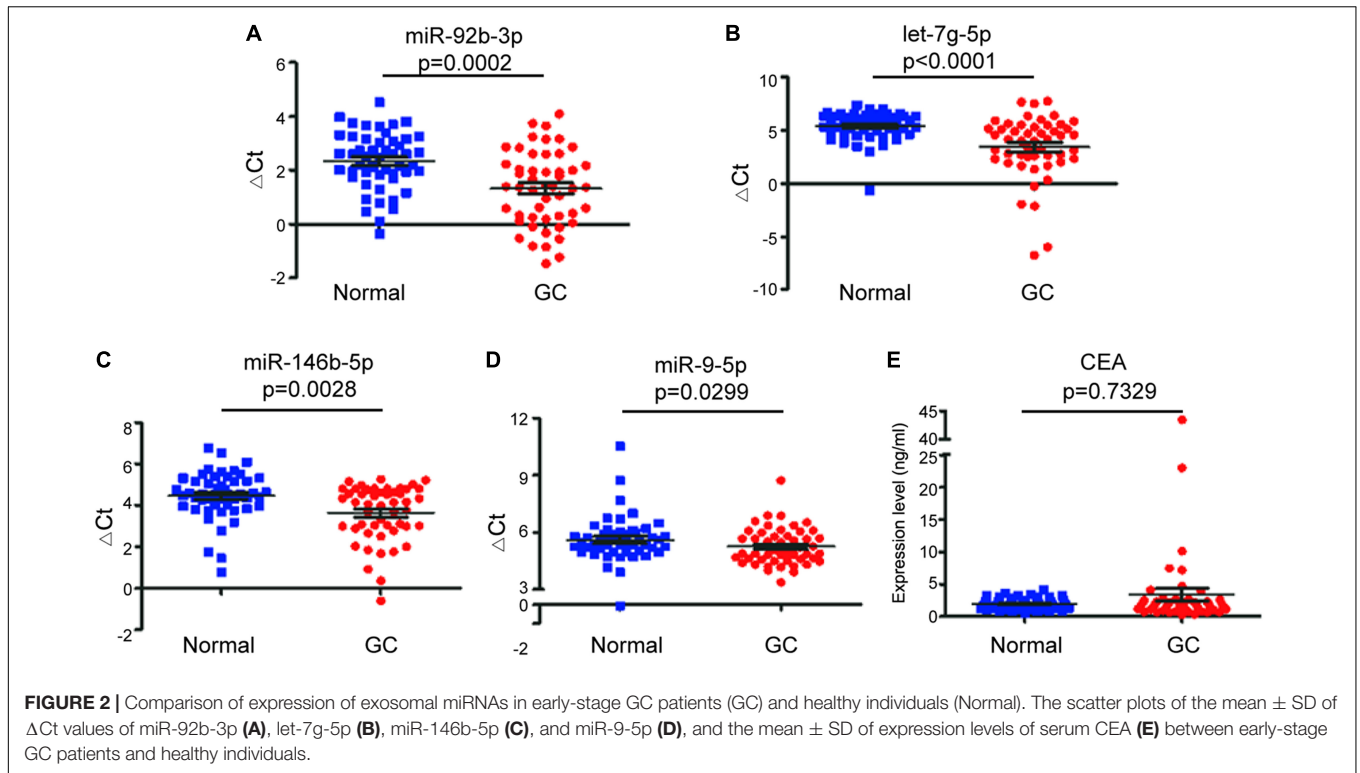 A
miR-92b-3p
p=0.0002
6
4
2
0
-2
△Ct
Normal
GC
B
let-7g-5p
p<0.0001
10
5
0
-5
-10
△Ct
Normal
GC
C
miR-146b-5p
p=0.0028
8
6
4
2
0
-2
△Ct
Normal
GC
D
miR-9-5p
p=0.0299
12
9
6
3
0
-2
△Ct
Normal
GC
E
CEA
p=0.7329
45
40
25
20
15
10
5
0
Expression level (ng/ml)
Normal
GC
FIGURE 2 | Comparison of expression of exosomal miRNAs in early-stage GC patients (GC) and healthy individuals (Normal). The scatter plots of the mean ± SD of
ΔCt values of miR-92b-3p (A), let-7g-5p (B), miR-146b-5p (C), and miR-9-5p (D), and the mean ± SD of expression levels of serum CEA (E) between early-stage
GC patients and healthy individuals.